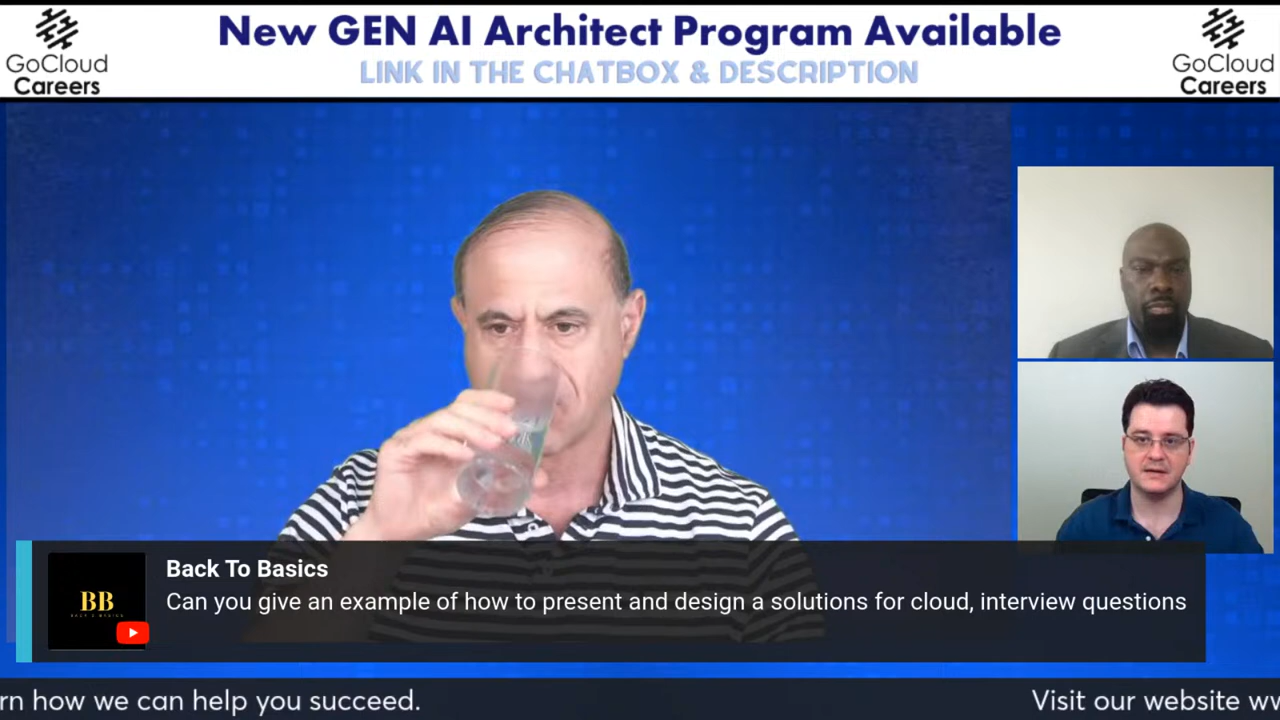 New GEN AI Architect Program Available
LINK IN THE CHATBOX & DESCRIPTION
GoCloud
Careers
GoCloud
Careers
BB
Back To Basics
Can you give an example of how to present and design a solutions for cloud, interview questions
rn how we can help you succeed.
Visit our website